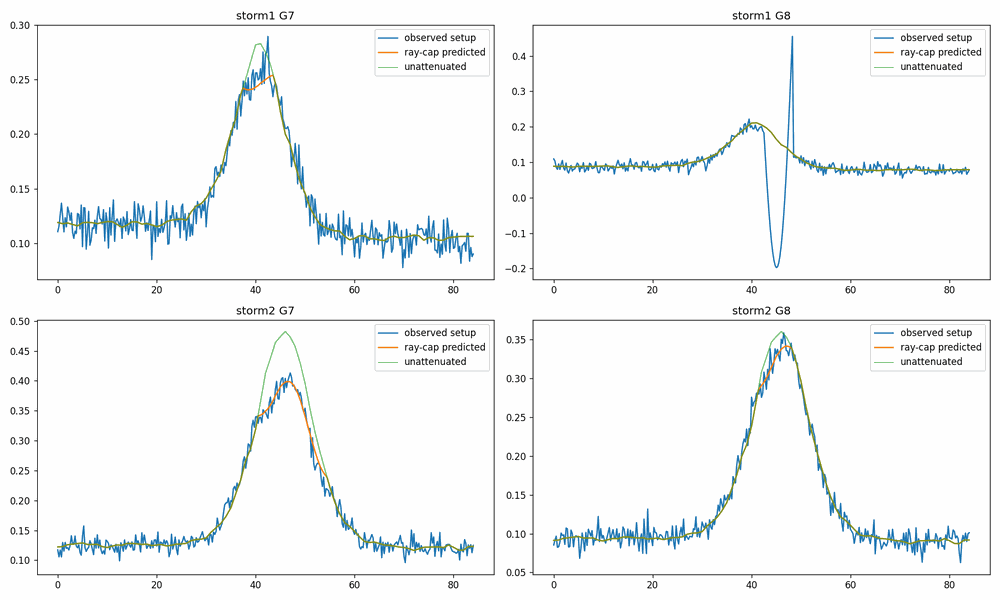 storm1 G7
0.30
0.25
0.20
0.15
0.10
0 20 40 60 80
observed setup
ray-cap predicted
unattenuated
storm1 G8
0.4
0.3
0.2
0.1
0.0
−0.1
−0.2
0 20 40 60 80
observed setup
ray-cap predicted
unattenuated
storm2 G7
0.50
0.45
0.40
0.35
0.30
0.25
0.20
0.15
0.10
0 20 40 60 80
observed setup
ray-cap predicted
unattenuated
storm2 G8
0.35
0.30
0.25
0.20
0.15
0.10
0.05
0 20 40 60 80
observed setup
ray-cap predicted
unattenuated